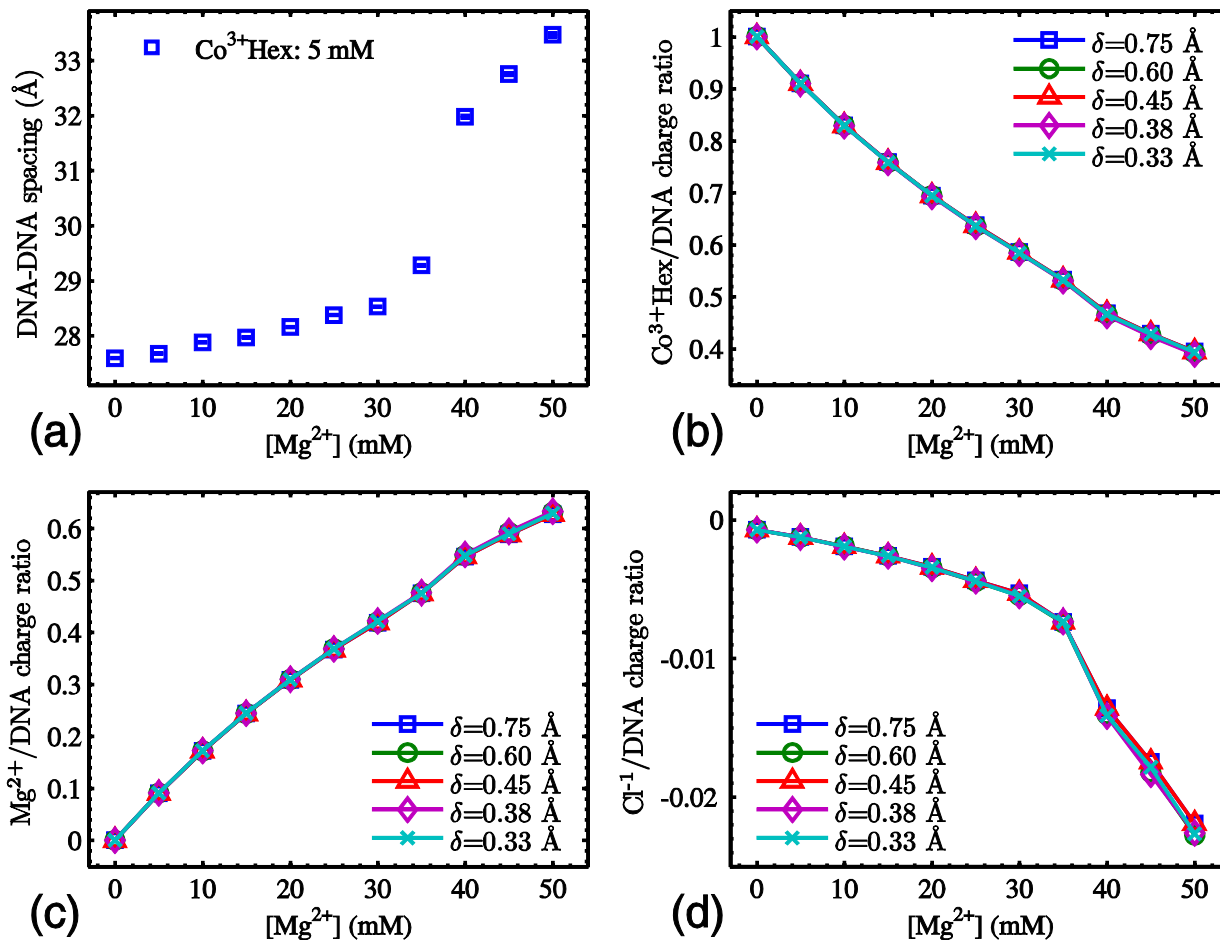 33
32
31
30
29
28
DNA-DNA spacing (Å)
Co³⁺Hex: 5 mM
0 10 20 30 40 50
[Mg²⁺] (mM)
(a)
1
0.9
0.8
0.7
0.6
0.5
0.4
Co³⁺Hex/DNA charge ratio
δ=0.75 Å
δ=0.60 Å
δ=0.45 Å
δ=0.38 Å
δ=0.33 Å
0 10 20 30 40 50
[Mg²⁺] (mM)
(b)
0.6
0.5
0.4
0.3
0.2
0.1
0
Mg²⁺/DNA charge ratio
δ=0.75 Å
δ=0.60 Å
δ=0.45 Å
δ=0.38 Å
δ=0.33 Å
0 10 20 30 40 50
[Mg²⁺] (mM)
(c)
0
-0.01
-0.02
Cl⁻¹/DNA charge ratio
δ=0.75 Å
δ=0.60 Å
δ=0.45 Å
δ=0.38 Å
δ=0.33 Å
0 10 20 30 40 50
[Mg²⁺] (mM)
(d)